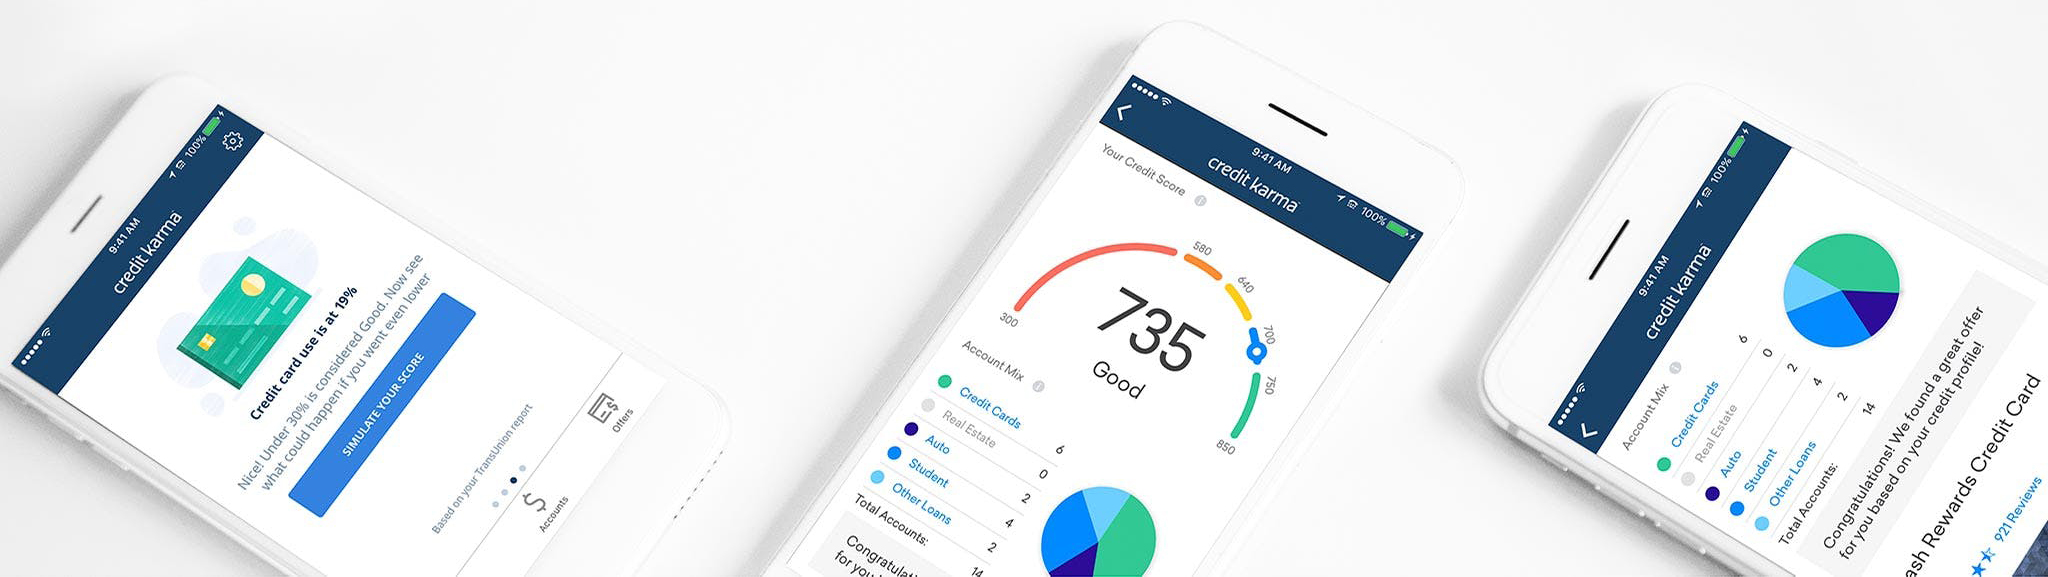 9:41 AM
100%
credit karma
Credit card use is at 19%
Nice! Under 30% is considered Good. Now see
what could happen if you went even lower
SIMULATE YOUR SCORE
Based on your TransUnion report
Accounts
Offers
9:41 AM
100%
credit karma
Your Credit Score
300
580
640
700
750
850
735
Good
Account Mix
Credit Cards 6
Real Estate 0
Auto 2
Student 4
Other Loans 2
Total Accounts: 14
for you
9:41 AM
100%
credit karma
Account Mix
Credit Cards 6
Real Estate 0
Auto 2
Student 4
Other Loans 2
Total Accounts: 14
Congratulations! We found a great offer
for you based on your credit profile!
Rewards Credit Card
921 Reviews